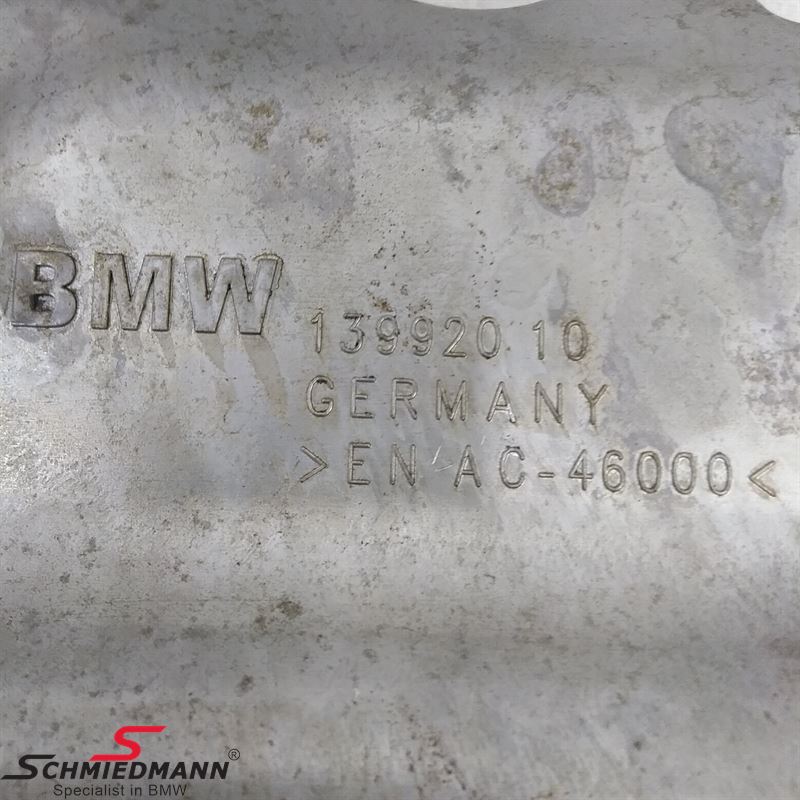 BMW
139920 10
GERMANY
>EN AC-46000<
SCHMIEDMANN®
Specialist in BMW